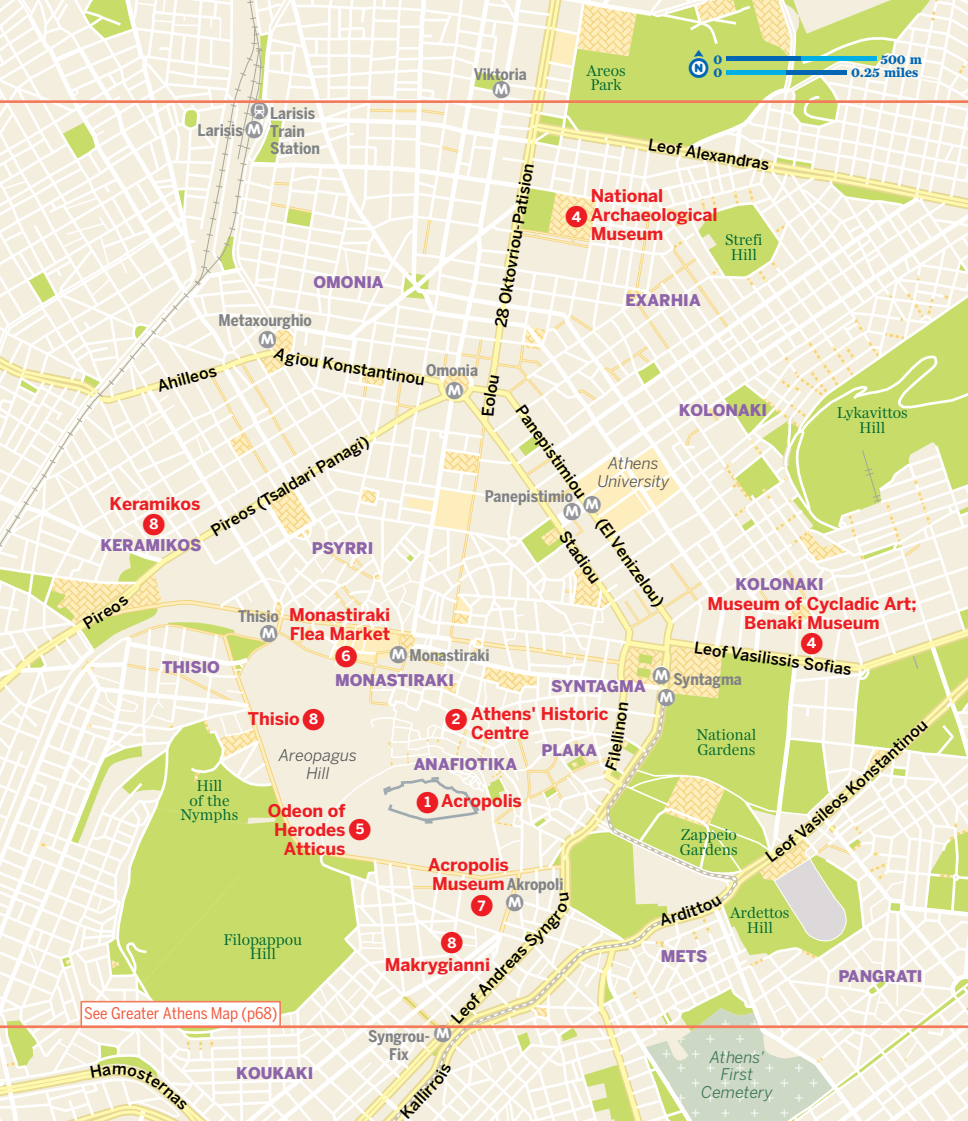 Viktoria
Areos
Park
0
500 m
N
0
0.25 miles
Larisis
Larisis
Train
Station
Leof Alexandras
28 Oktovriou-Patision
National
4 Archaeological
Museum
Strefi
Hill
OMONIA
EXARHIA
Metaxourghio
Agiou Konstantinou
Omonia
Ahilleos
Eolou
KOLONAKI
Lykavittos
Hill
Panepistimiou
(El Venizelou)
Athens
University
Pireos (Tsaldari Panagi)
Panepistimio
Keramikos
8
KERAMIKOS
PSYRRI
Stadiou
KOLONAKI
Museum of Cycladic Art;
Benaki Museum
4
Pireos
Thisio
Monastiraki
Flea Market
6
Monastiraki
Leof Vasilissis Sofias
THISIO
MONASTIRAKI
SYNTAGMA
Syntagma
Thisio 8
2 Athens' Historic
Centre
Filellinon
National
Gardens
Areopagus
Hill
PLAKA
ANAFIOTIKA
Leof Vasileos Konstantinou
Hill
of the
Nymphs
1 Acropolis
Odeon of
Herodes 5
Atticus
Zappeio
Gardens
Acropolis
Museum
7
Akropoli
Ardittou
Ardettos
Hill
Filopappou
Hill
8
Makrygianni
Leof Andreas Syngrou
METS
PANGRATI
See Greater Athens Map (p68)
Syngrou-
Fix
Athens'
First
Cemetery
Hamosternas
KOUKAKI
Kallirrois
M
M
M
M
M
M
M
M
M
M
M
M